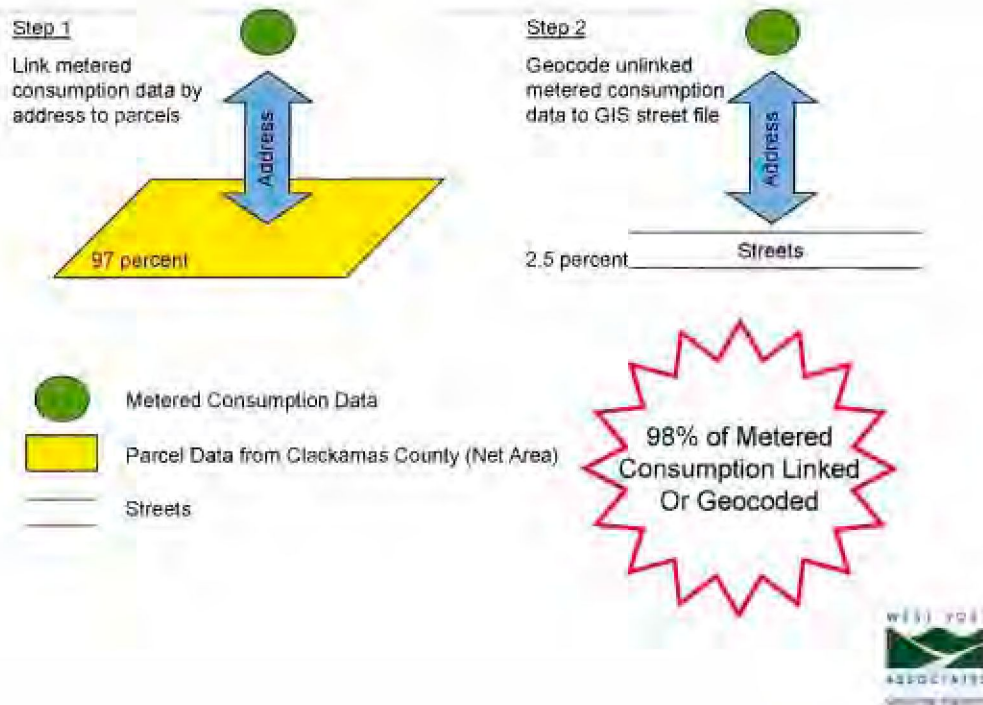 Step 1
Link metered
consumption data by
address to parcels
Address
97 percent
Step 2
Geocode unlinked
metered consumption
data to GIS street file
Address
2.5 percent
Streets
Metered Consumption Data
Parcel Data from Clackamas County (Net Area)
Streets
98% of Metered
Consumption Linked
Or Geocoded
WEST YOST
ASSOCIATES